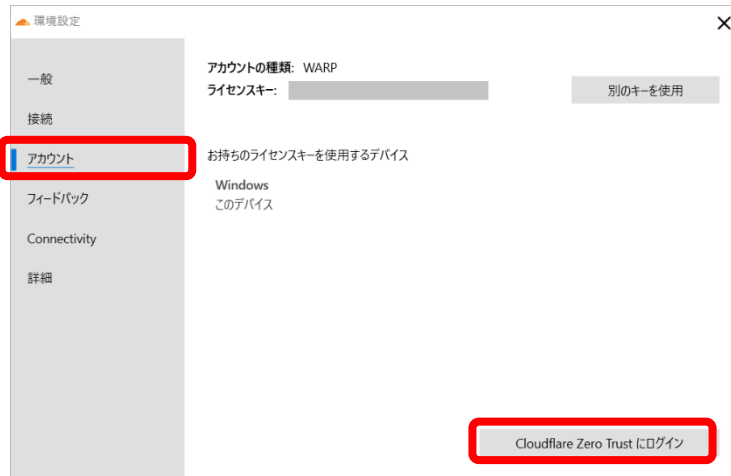 環境設定
一般
接続
アカウント
フィードバック
Connectivity
詳細
アカウントの種類: WARP
ライセンスキー:
別のキーを使用
お持ちのライセンスキーを使用するデバイス
Windows
このデバイス
Cloudflare Zero Trust にログイン